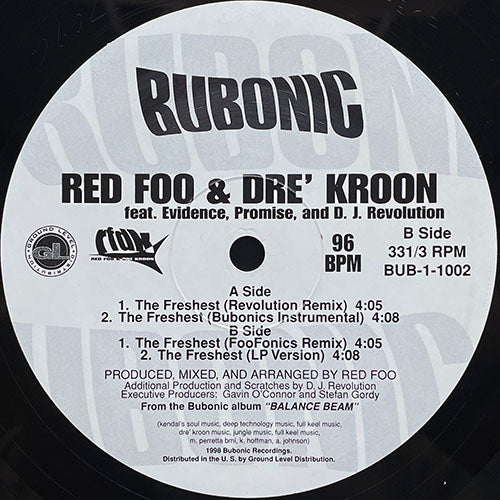 BUBONIC
RED FOO & DRE' KROON
feat. Evidence, Promise, and D. J. Revolution
GROUND LEVEL
GL
DISTRIBUTION
rfdk
RED FOO & DRE' KROON
96
BPM
B Side
331/3 RPM
BUB-1-1002
A Side
1. The Freshest (Revolution Remix) 4:05
2. The Freshest (Bubonics Instrumental) 4:08
B Side
1. The Freshest (FooFonics Remix) 4:05
2. The Freshest (LP Version) 4:08
PRODUCED, MIXED, AND ARRANGED BY RED FOO
Additional Production and Scratches by D. J. Revolution
Executive Producers: Gavin O'Connor and Stefan Gordy
From the Bubonic album "BALANCE BEAM"
(kendal's soul music, deep technology music, full keel music,
dre' kroon music, jungle music, full keel music,
m. perretta bmi, k. hoffman, a. johnson)
1998 Bubonic Recordings.
Distributed in the U. S. by Ground Level Distribution.